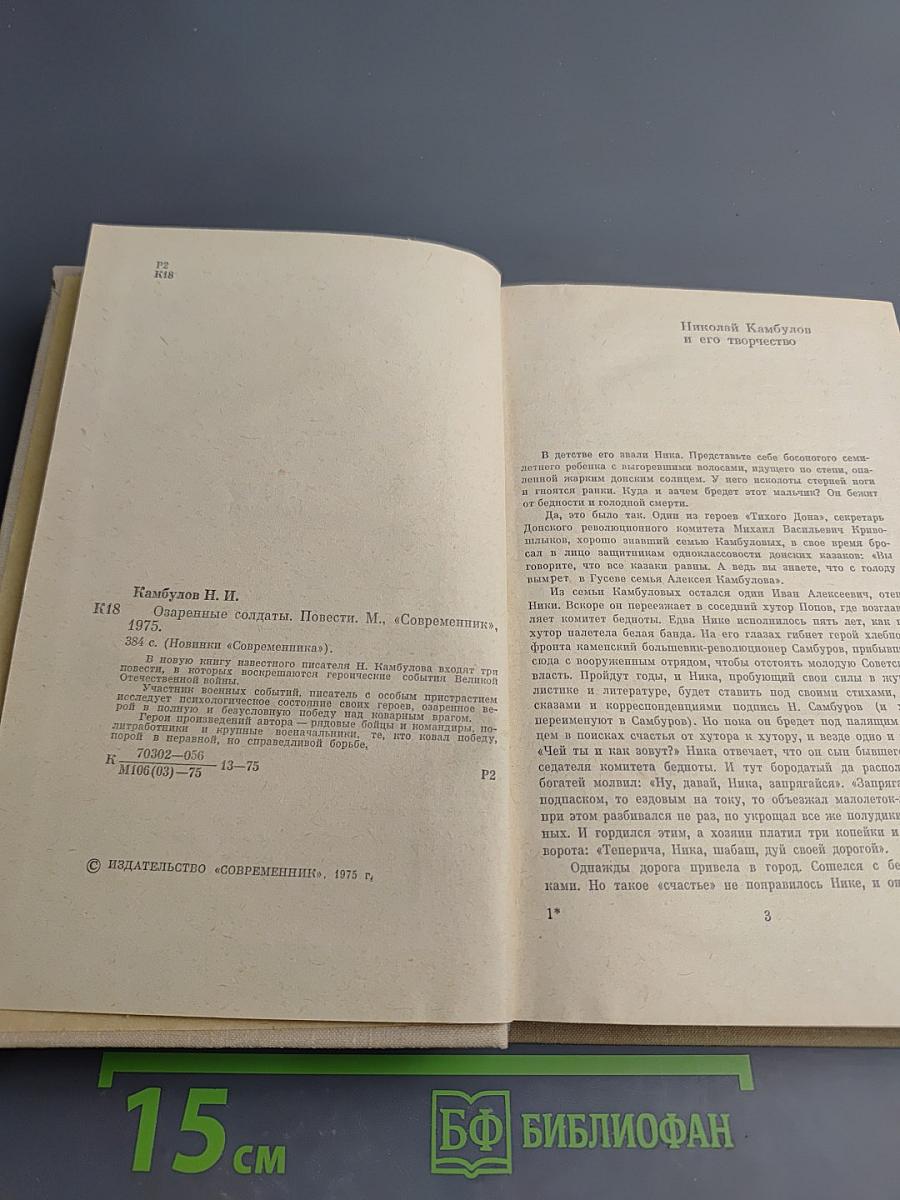 Р2
К18
Камбулов Н. И.
К18 Озаренные солдаты. Повести. М., «Современник»,
1975.
384 с. (Новинки «Современника»).
В новую книгу известного писателя Н. Камбулова входят три
повести, в которых воскрешаются героические события Великой
Отечественной войны.
Участник военных событий, писатель с особым пристрастием
исследует психологическое состояние своих героев, озаренное ве-
рой в полную и безусловную победу над коварным врагом.
Герои произведений автора — рядовые бойцы и командиры, по-
литработники и крупные военачальники, те, кто ковал победу,
порой в неравной, но справедливой борьбе,
К 70302—056
М106(03)—75 13—75 Р2
© ИЗДАТЕЛЬСТВО «СОВРЕМЕННИК», 1975 г,
Николай Камбулов
и его творчество
В детстве его звали Ника. Представьте себе босоногого семи-
летнего ребенка с выгоревшими волосами, идущего по степи, опа-
ленной жарким донским солнцем. У него исколоты стерней ноги
и гноятся ранки. Куда и зачем бредет этот мальчик? Он бежит
от бедности и голодной смерти.
Да, это было так. Один из героев «Тихого Дона», секретарь
Донского революционного комитета Михаил Васильевич Криво-
шлыков, хорошо знавший семью Камбуловых, в свое время бро-
сал в лицо защитникам одноклассовости донских казаков: «Вы
говорите, что все казаки равны. А ведь вы знаете, что с голоду
вымрет в Гусеве семья Алексея Камбулова».
Из семьи Камбуловых остался один Иван Алексеевич, отец
Ники. Вскоре он переезжает в соседний хутор Попов, где возглав
ляет комитет бедноты. Едва Нике исполнилось пять лет, как
хутор налетела белая банда. На его глазах гибнет герой хлебно
фронта каменский большевик-революционер Самбуров, прибывш
сюда с вооруженным отрядом, чтобы отстоять молодую Советс
власть. Пройдут годы, и Ника, пробующий свои силы в жу
листике и литературе, будет ставить под своими стихами,
сказами и корреспонденциями подпись Н. Самбуров (и х
переименуют в Самбуров). Но пока он бредет под палящим
цем в поисках счастья от хутора к хутору, и везде одно и
«Чей ты и как зовут?» Ника отвечает, что он сын бывшего
седателя комитета бедноты. И тут бородатый да распол
богатей молвил: «Ну, давай, Ника, запрягайся». «Запряга
подпаском, то ездовым на току, то объезжал малолеток-
при этом разбивался не раз, но укрощал все же полудик
ных. И гордился этим, а хозяин платил три копейки и
ворота: «Теперича, Ника, шабаш, дуй своей дорогой».
Однажды дорога привела в город. Сошелся с бе
ками. Но такое «счастье» не понравилось Нике, и он
1* 3
15 см
БФ БИБЛИОФАН